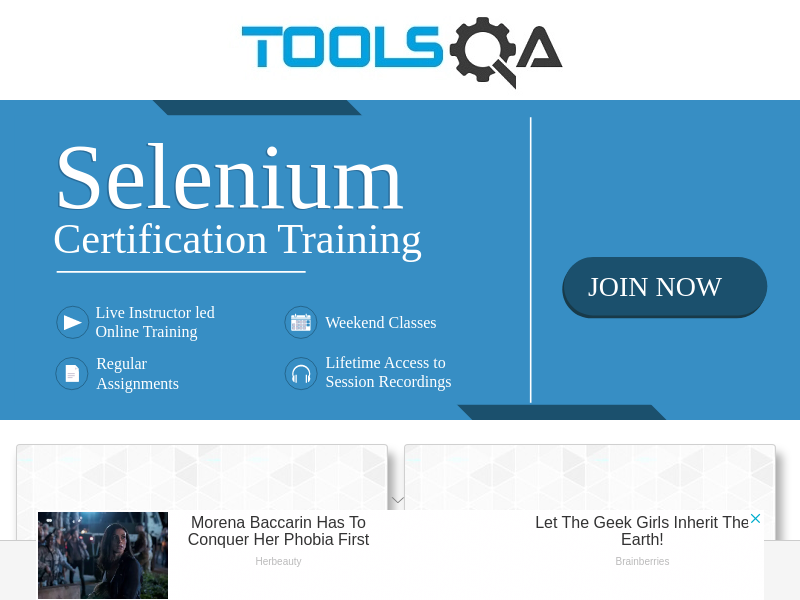 TOOLSQA
Selenium
Certification Training
Live Instructor led
Online Training
Weekend Classes
Regular
Assignments
Lifetime Access to
Session Recordings
JOIN NOW
Morena Baccarin Has To
Conquer Her Phobia First
Herbeauty
Let The Geek Girls Inherit The
Earth!
Brainberries